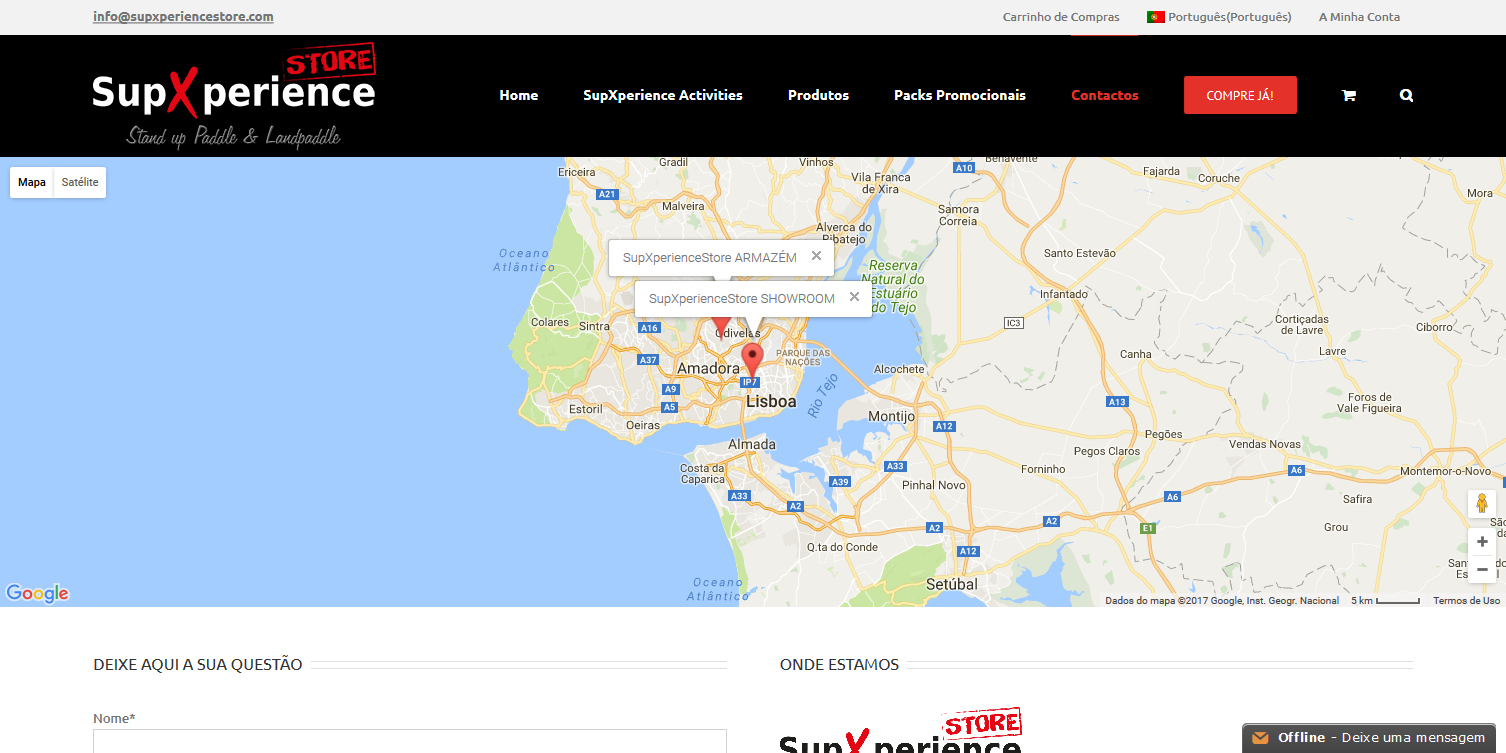 info@supxperiencestore.com
Carrinho de Compras
Português(Português)
A Minha Conta
STORE
SupXperience
Stand up Paddle & Landpaddle
Home
SupXperience Activities
Produtos
Packs Promocionais
Contactos
COMPRE JÁ!
Mapa
Satélite
Ericeira
Gradil
Vinhos
A10
Benavente
Fajarda
Coruche
Vila Franca
de Xira
A21
Mora
Malveira
Samora
Correia
Alverca do
Ribatejo
Oceano
Atlântico
SupXperienceStore ARMAZÉM
Santo Estevão
Reserva
Natural do
Estuário
do Tejo
SupXperienceStore SHOWROOM
Infantado
Colares
Sintra
A16
Odivelas
IC3
Cortiçadas
de Lavre
Ciborro
A37
PARQUE DAS
NAÇÕES
Lavre
Canha
Amadora
Alcochete
IP7
A9
Lisboa
Rio Tejo
A13
Foros de
Vale Figueira
Estoril
A5
Oeiras
Montijo
A12
Almada
Pegões
Vendas Novas
Pegos Claros
Costa da
Caparica
A33
Forninho
A6
Montemor-o-Novo
A39
Pinhal Novo
A33
A2
A6
Safira
A2
A2
E1
Grou
Q.ta do Conde
A12
Setúbal
Oceano
Atlântico
Google
Dados do mapa ©2017 Google, Inst. Geogr. Nacional
5 km
Termos de Uso
DEIXE AQUI A SUA QUESTÃO
ONDE ESTAMOS
Nome*
STORE
SupXperience
Offline - Deixe uma mensagem